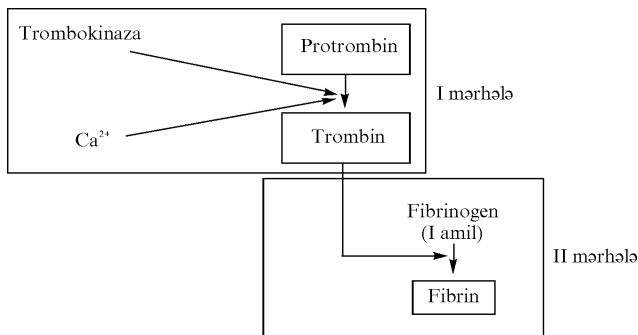 Trombokinaza
Protrombin
I mərhələ
Ca²⁺
Trombin
Fibrinogen
(I amil)
II mərhələ
Fibrin